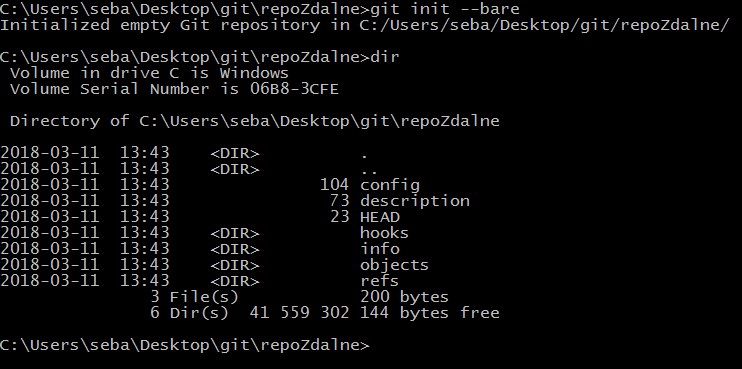 C:\Users\seba\Desktop\git\repoZdalne>git init --bare
Initialized empty Git repository in C:/Users/seba/Desktop/git/repoZdalne/
C:\Users\seba\Desktop\git\repoZdalne>dir
 Volume in drive C is Windows
 Volume Serial Number is 06B8-3CFE
 Directory of C:\Users\seba\Desktop\git\repoZdalne
2018-03-11  13:43    <DIR>          .
2018-03-11  13:43    <DIR>          ..
2018-03-11  13:43               104 config
2018-03-11  13:43                73 description
2018-03-11  13:43                23 HEAD
2018-03-11  13:43    <DIR>          hooks
2018-03-11  13:43    <DIR>          info
2018-03-11  13:43    <DIR>          objects
2018-03-11  13:43    <DIR>          refs
               3 File(s)            200 bytes
               6 Dir(s)  41 559 302 144 bytes free
C:\Users\seba\Desktop\git\repoZdalne>